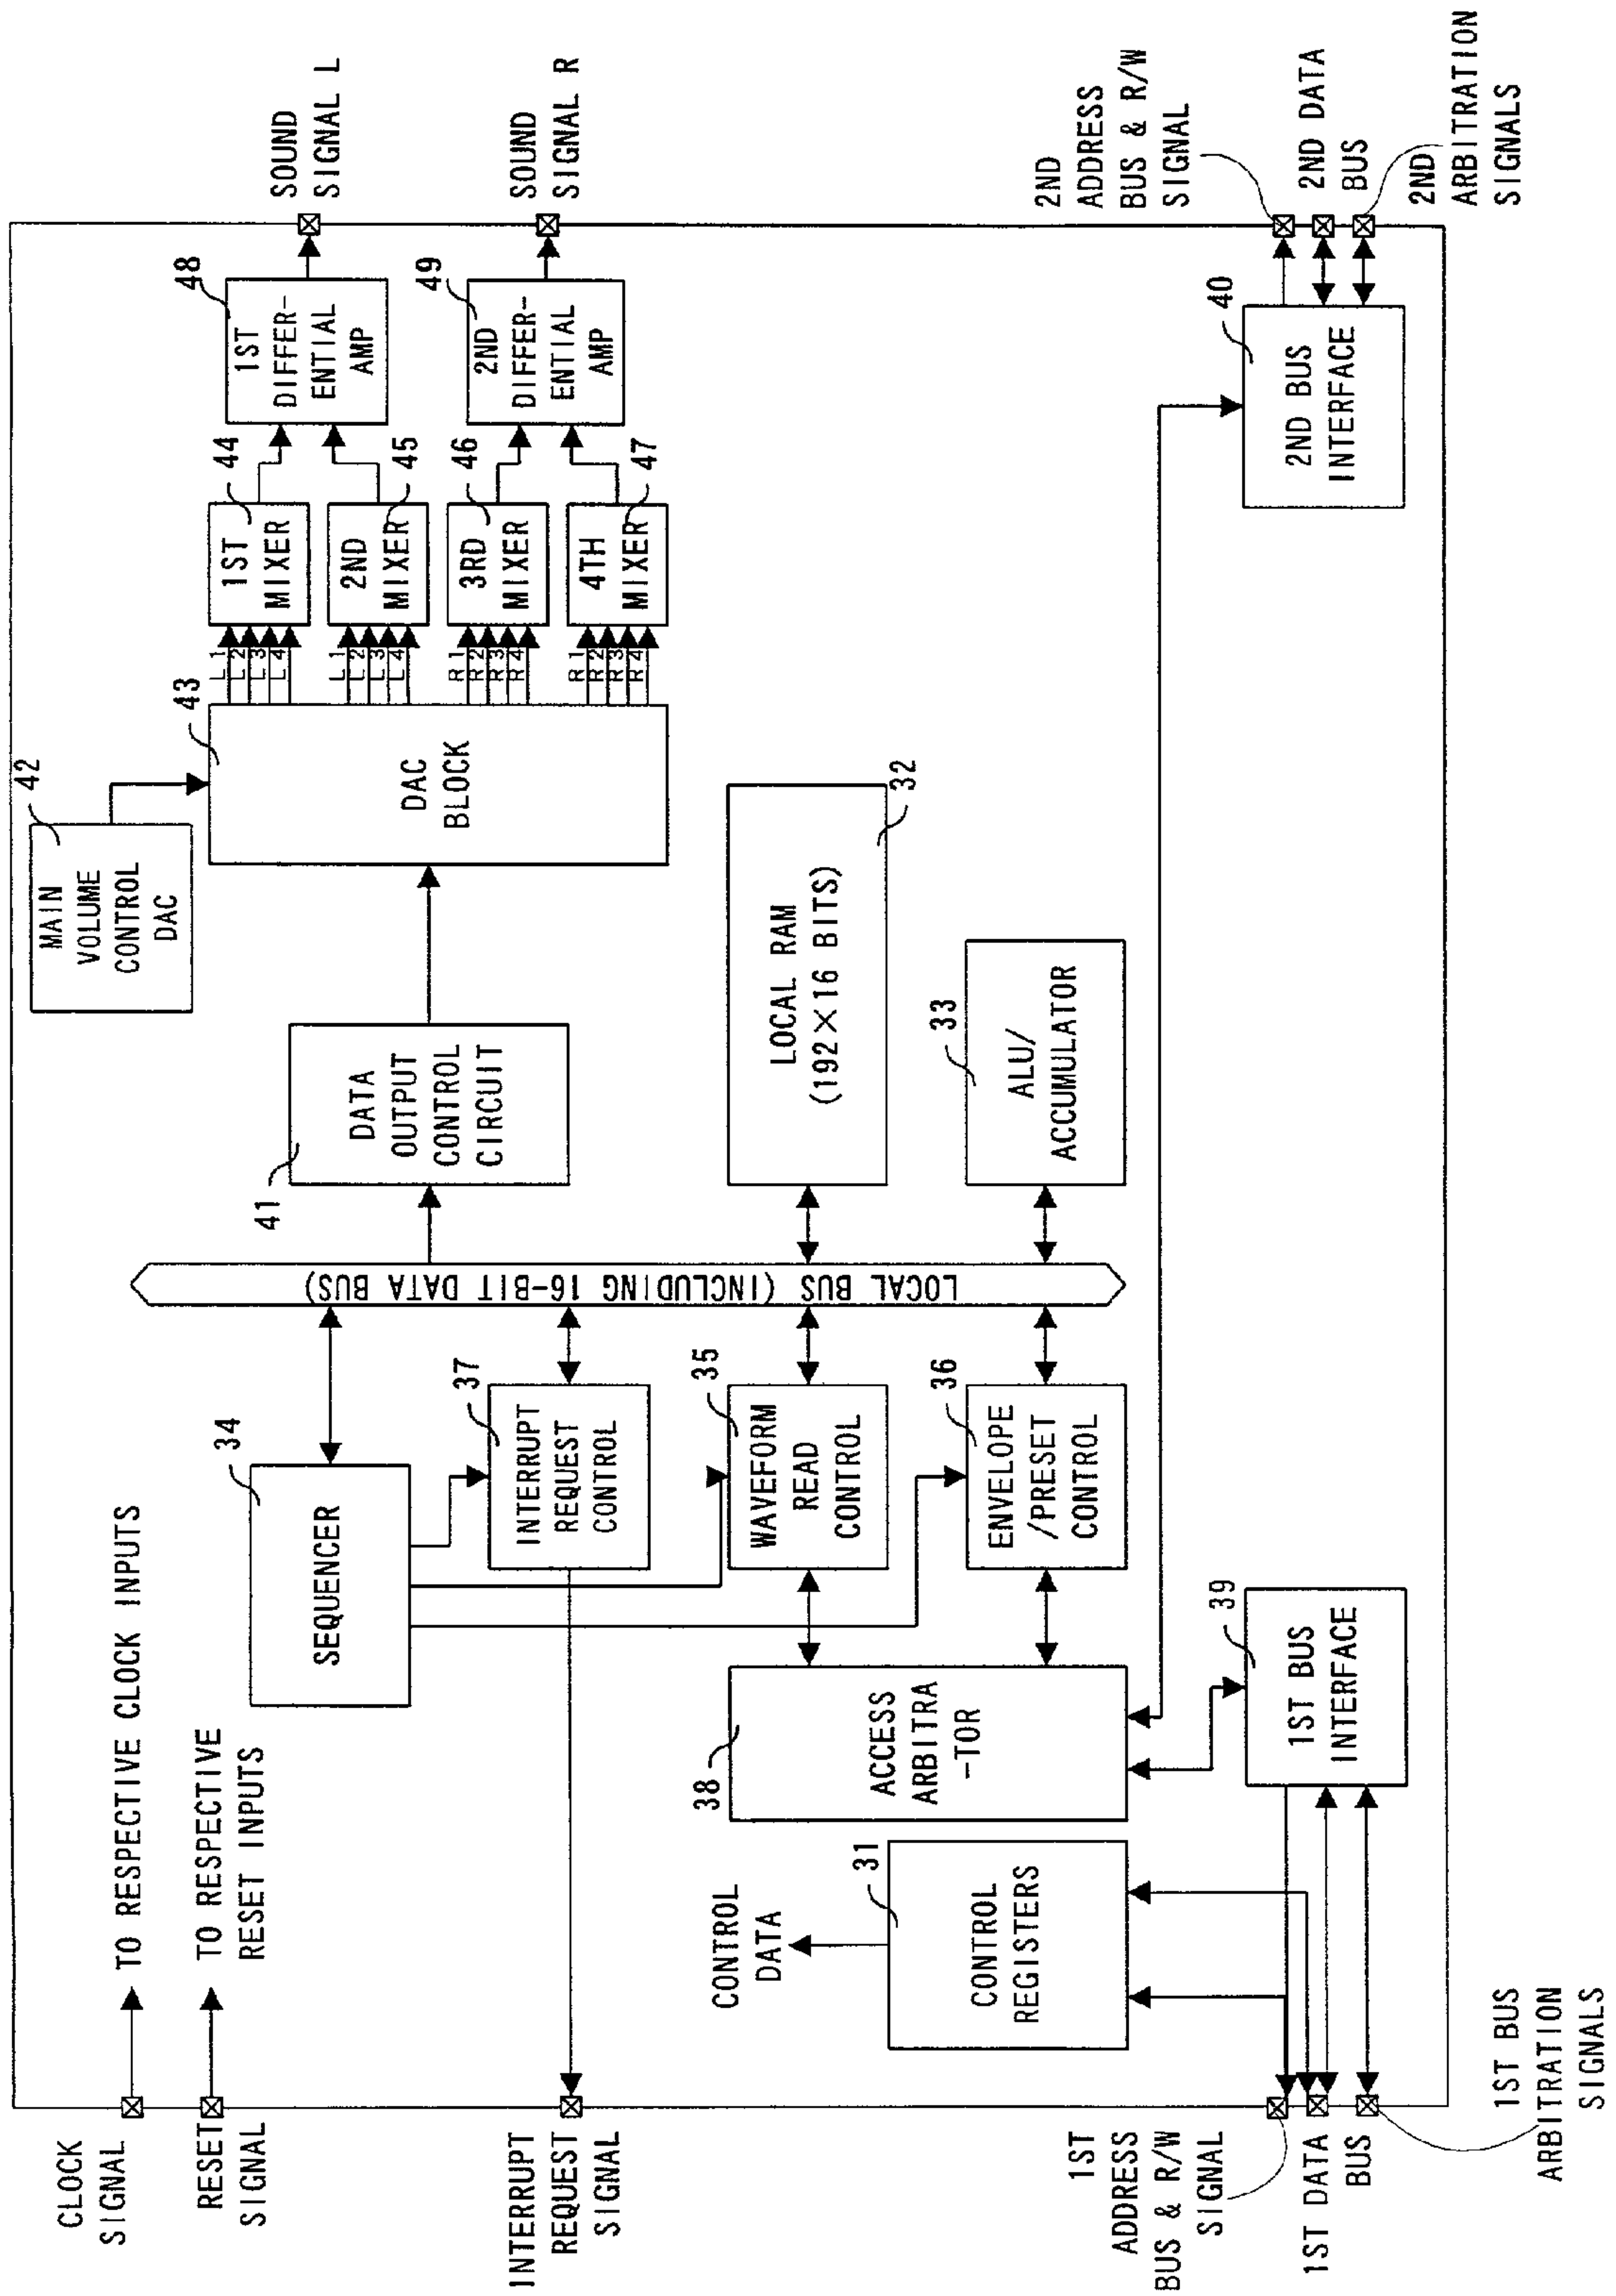 CLOCK
SIGNAL
TO RESPECTIVE CLOCK INPUTS
RESET
SIGNAL
TO RESPECTIVE
RESET INPUTS
INTERRUPT
REQUEST
SIGNAL
34
SEQUENCER
37
INTERRUPT
REQUEST
CONTROL
35
WAVEFORM
READ
CONTROL
36
ENVELOPE
/PRESET
CONTROL
38
ACCESS
ARBITRA
-TOR
CONTROL
DATA
31
CONTROL
REGISTERS
39
1ST BUS
INTERFACE
1ST
ADDRESS
BUS & R/W
SIGNAL
1ST DATA
BUS
1ST BUS
ARBITRATION
SIGNALS
LOCAL BUS (INCLUDING 16-BIT DATA BUS)
41
DATA
OUTPUT
CONTROL
CIRCUIT
LOCAL RAM
(192×16 BITS)
32
33
ALU/
ACCUMULATOR
42
MAIN
VOLUME
CONTROL
DAC
43
DAC
BLOCK
L1
L2
L3
L4
L1
L2
L3
L4
R1
R2
R3
R4
R1
R2
R3
R4
44
1ST
MIXER
45
2ND
MIXER
46
3RD
MIXER
47
4TH
MIXER
48
1ST
DIFFER-
ENTIAL
AMP
49
2ND
DIFFER-
ENTIAL
AMP
SOUND
SIGNAL L
SOUND
SIGNAL R
40
2ND BUS
INTERFACE
2ND
ADDRESS
BUS & R/W
SIGNAL
2ND DATA
BUS
2ND
ARBITRATION
SIGNALS